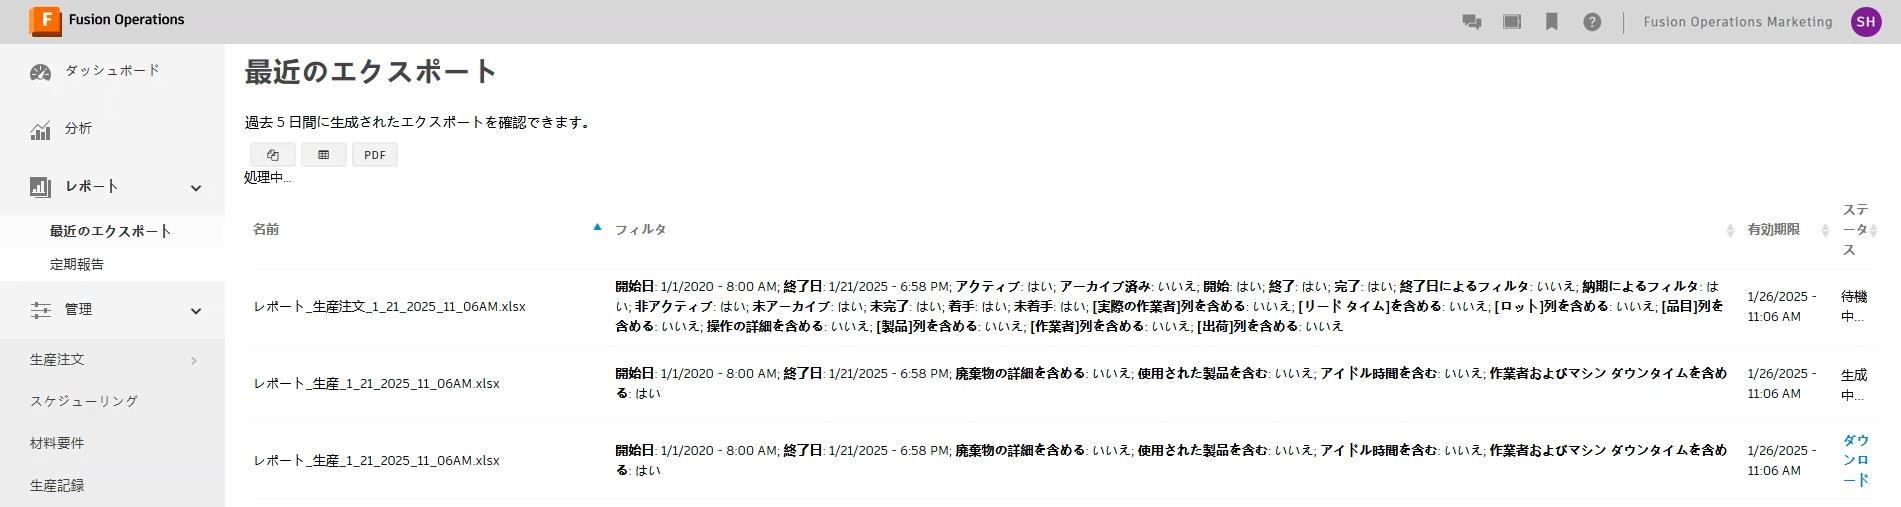 Fusion Operations
Fusion Operations Marketing
SH
ダッシュボード
分析
レポート
最近のエクスポート
定期報告
管理
生産注文
スケジューリング
材料要件
生産記録
最近のエクスポート
過去 5 日間に生成されたエクスポートを確認できます。
PDF
処理中...
名前
フィルタ
有効期限
ステ
ータ
ス
レポート_生産注文_1_21_2025_11_06AM.xlsx
開始日: 1/1/2020 - 8:00 AM; 終了日: 1/21/2025 - 6:58 PM; アクティブ: はい; アーカイブ済み: いいえ; 開始: はい; 終了: はい; 完了: はい; 終了日によるフィルタ: いいえ; 納期によるフィルタ: は
い; 非アクティブ: はい; 未アーカイブ: はい; 未完了: はい; 着手: はい; 未着手: はい; [実際の作業者]列を含める: いいえ; [リード タイム]を含める: いいえ; [ロット]列を含める: いいえ; [品目]列を
含める: いいえ; 操作の詳細を含める: いいえ; [製品]列を含める: いいえ; [作業者]列を含める: いいえ; [出荷]列を含める: いいえ
1/26/2025 -
11:06 AM
待機
中...
レポート_生産_1_21_2025_11_06AM.xlsx
開始日: 1/1/2020 - 8:00 AM; 終了日: 1/21/2025 - 6:58 PM; 廃棄物の詳細を含める: いいえ; 使用された製品を含む: いいえ; アイドル時間を含む: いいえ; 作業者およびマシン ダウンタイムを含め
る: はい
1/26/2025 -
11:06 AM
生成
中...
レポート_生産_1_21_2025_11_06AM.xlsx
開始日: 1/1/2020 - 8:00 AM; 終了日: 1/21/2025 - 6:58 PM; 廃棄物の詳細を含める: いいえ; 使用された製品を含む: いいえ; アイドル時間を含む: いいえ; 作業者およびマシン ダウンタイムを含め
る: はい
1/26/2025 -
11:06 AM
ダウ
ンロ
ード